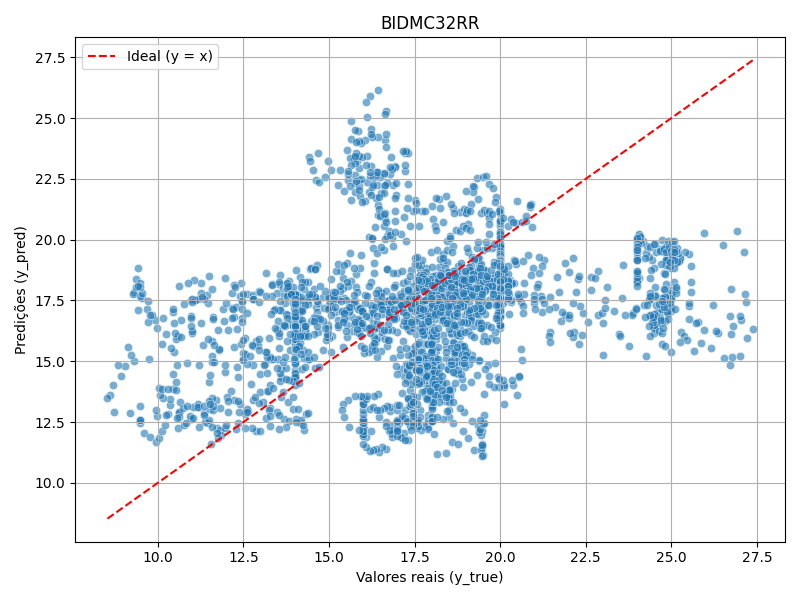 BIDMC32RR
Ideal (y = x)
27.5
25.0
22.5
20.0
17.5
15.0
12.5
10.0
Predições (y_pred)
10.0 12.5 15.0 17.5 20.0 22.5 25.0 27.5
Valores reais (y_true)